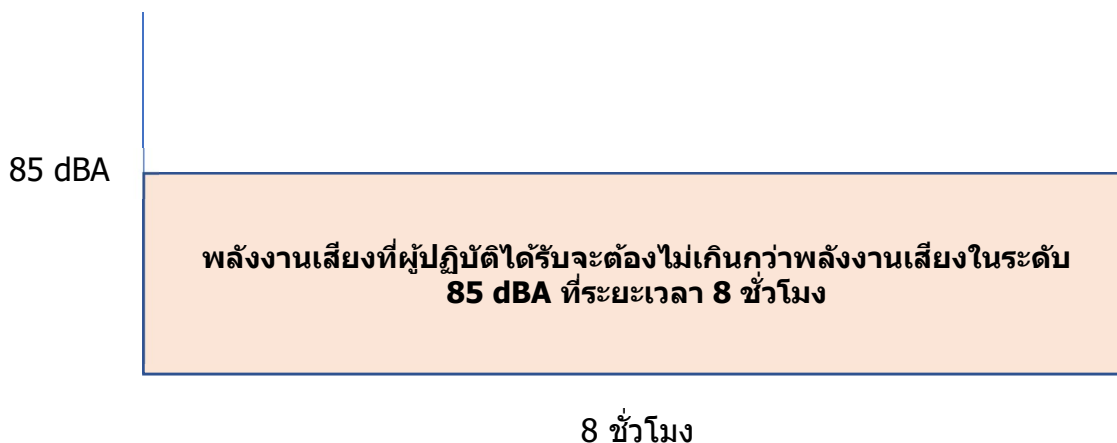 85 dBA
พลังงานเสียงที่ผู้ปฏิบัติได้รับจะต้องไม่เกินกว่าพลังงานเสียงในระดับ
85 dBA ที่ระยะเวลา 8 ชั่วโมง
8 ชั่วโมง